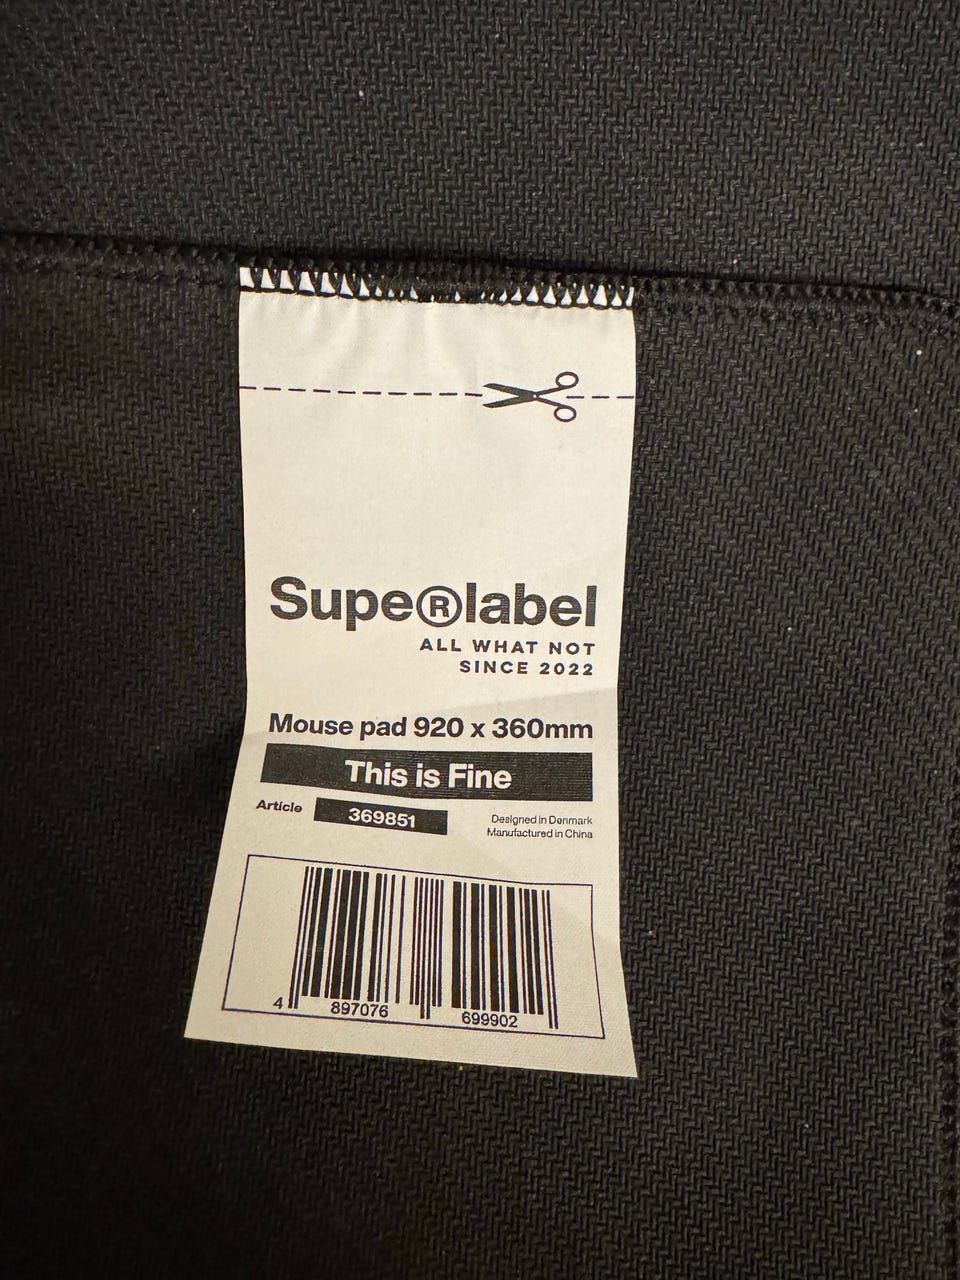 Supe®label
ALL WHAT NOT
SINCE 2022
Mouse pad 920 x 360mm
This is Fine
Article 369851
Designed in Denmark
Manufactured in China
4 897076 699902